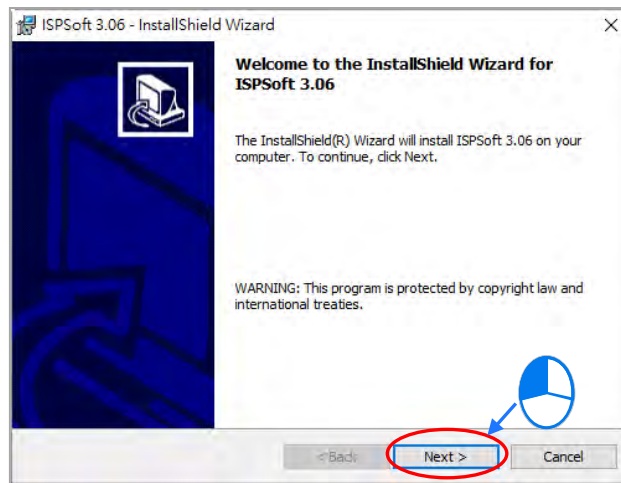 ISPSoft 3.06 - InstallShield Wizard
Welcome to the InstallShield Wizard for
ISPSoft 3.06
The InstallShield(R) Wizard will install ISPSoft 3.06 on your
computer. To continue, click Next.
WARNING: This program is protected by copyright law and
international treaties.
< Back Next > Cancel